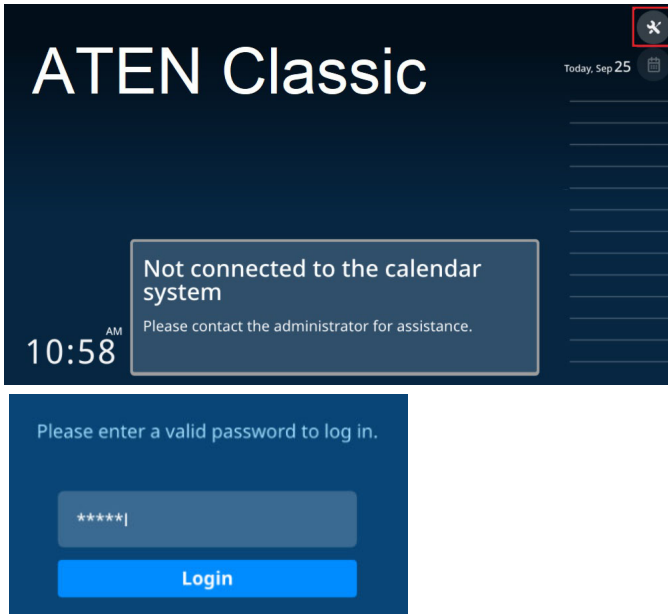 ATEN Classic
Today, Sep 25
Not connected to the calendar
system
Please contact the administrator for assistance.
AM
10:58
Please enter a valid password to log in.
*****
Login